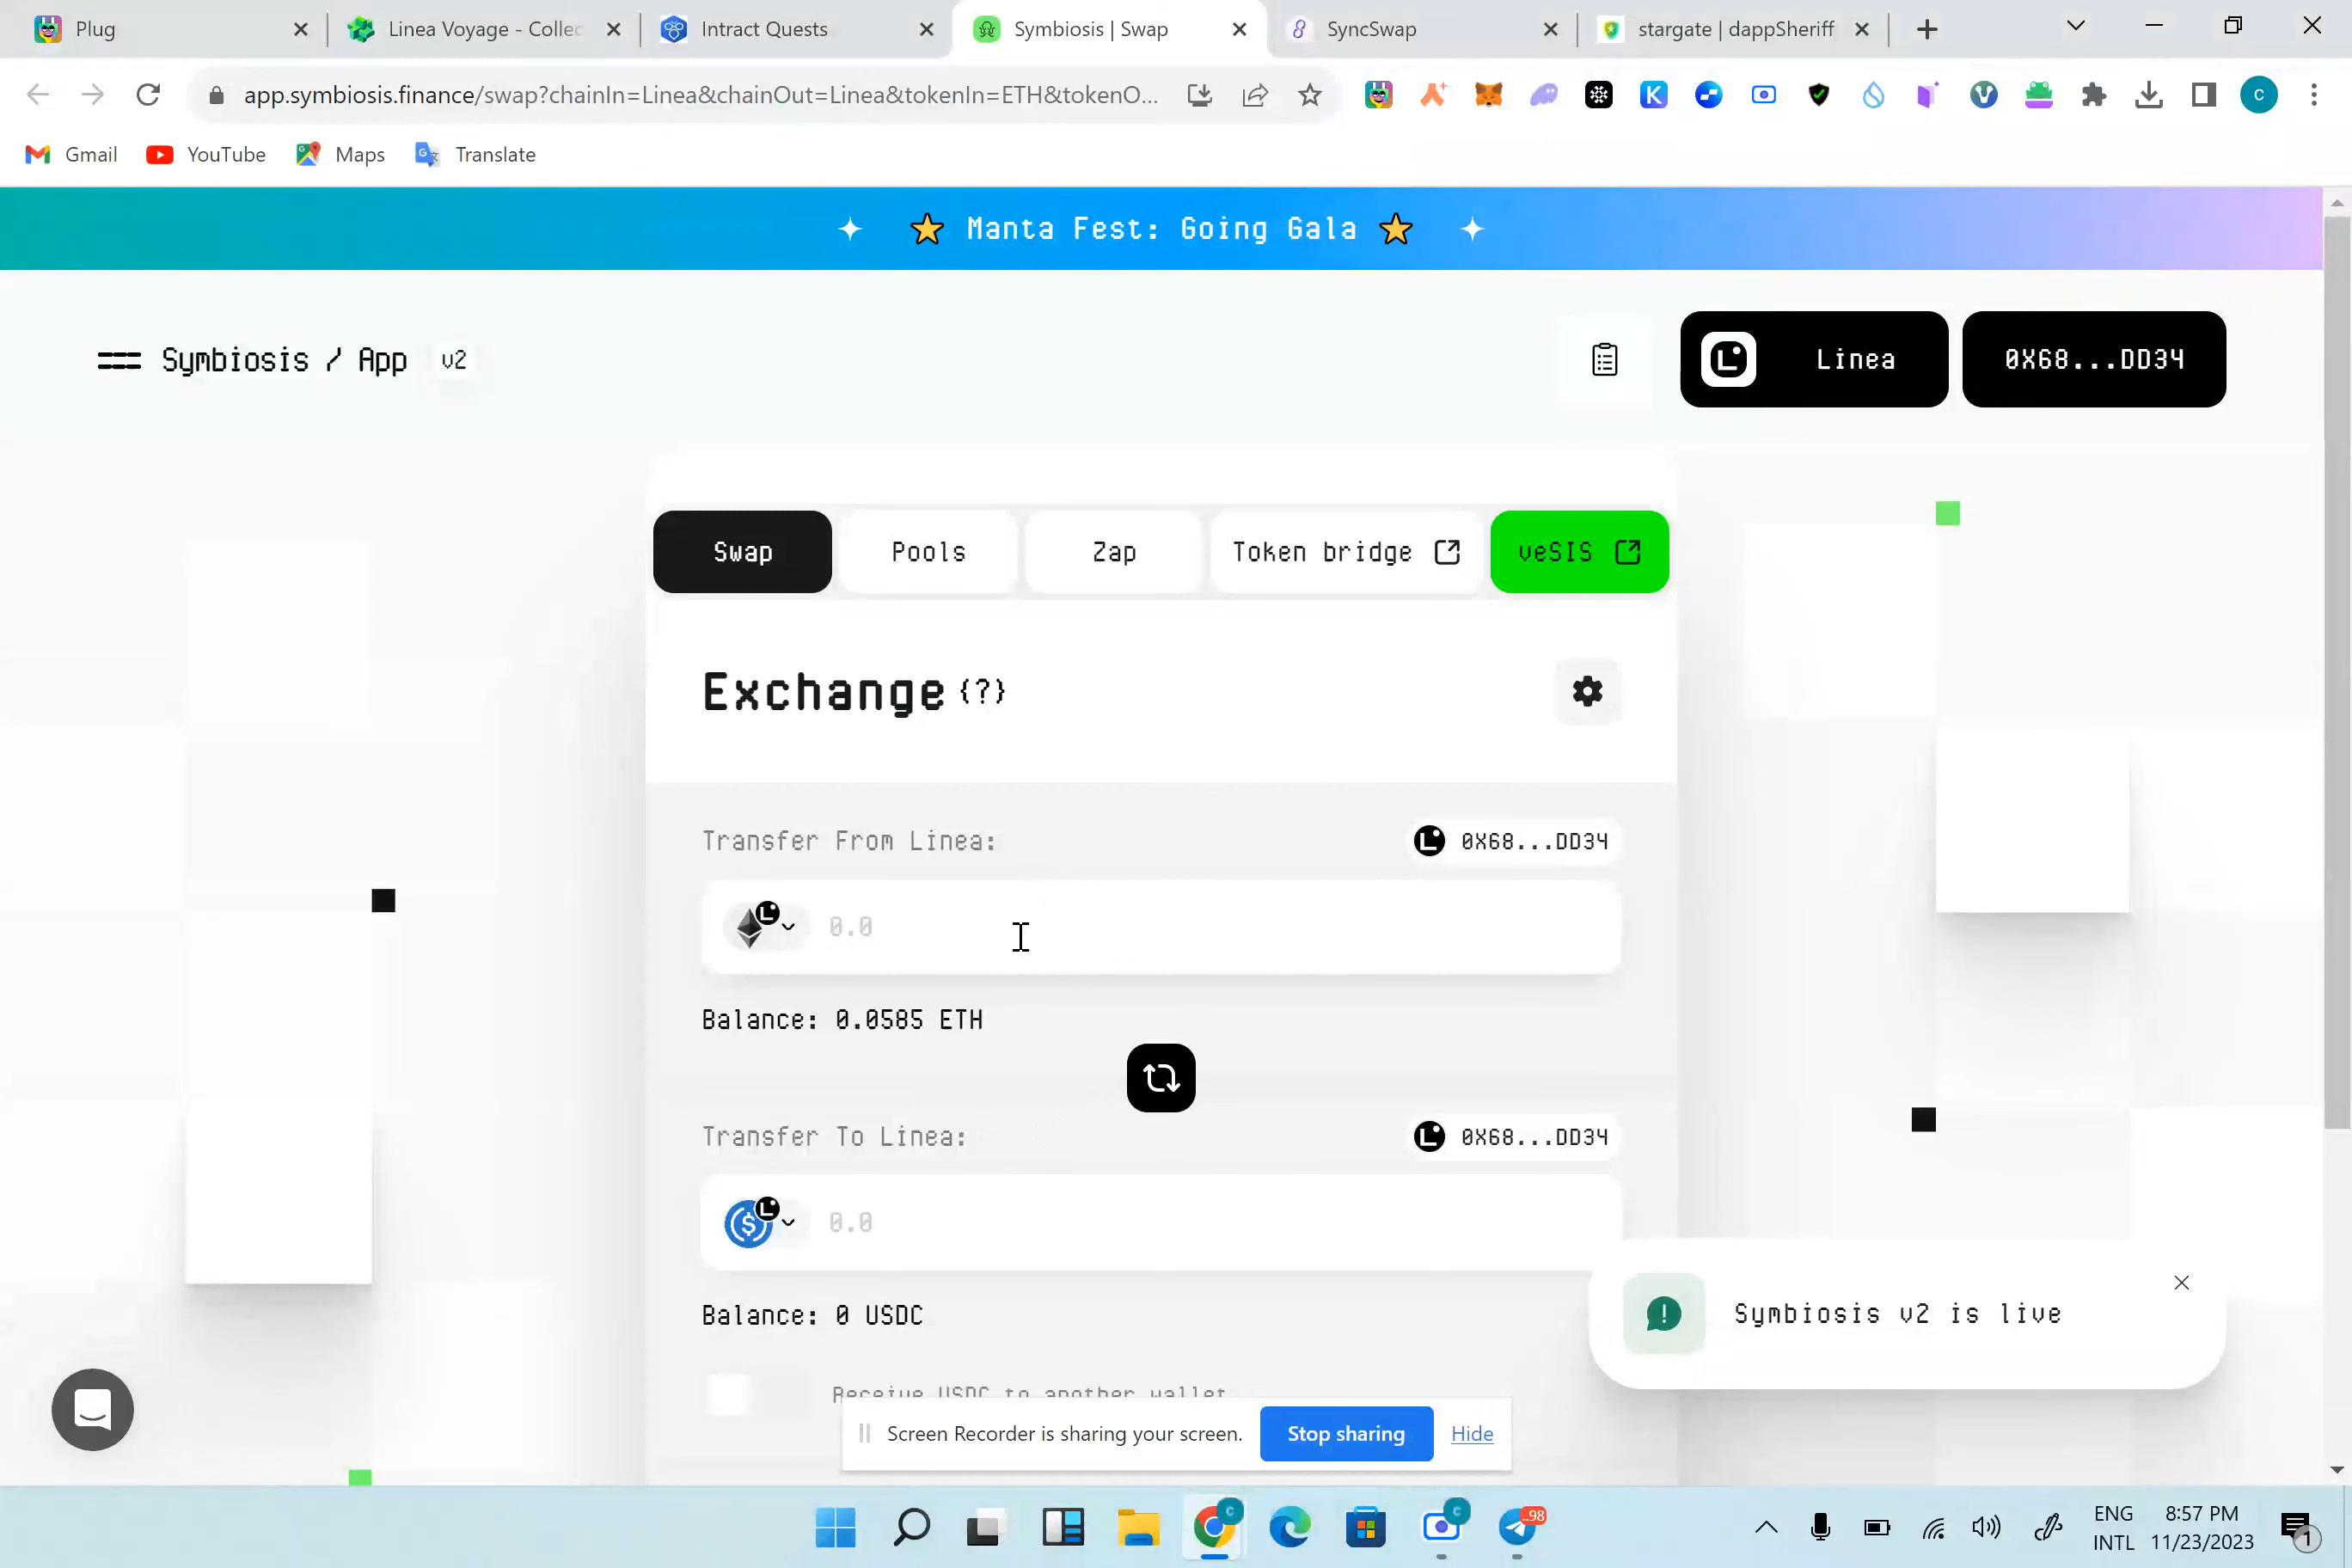 Plug
Linea Voyage - Collec
Intract Quests
Symbiosis | Swap
SyncSwap
stargate | dappSheriff
app.symbiosis.finance/swap?chainIn=Linea&chainOut=Linea&tokenIn=ETH&tokenO...
c
Gmail
YouTube
Maps
Translate
Manta Fest: Going Gala
Symbiosis / App v2
Linea
0X68...DD34
Swap
Pools
Zap
Token bridge
veSIS
Exchange {?}
Transfer From Linea:
0X68...DD34
0.0
Balance: 0.0585 ETH
Transfer To Linea:
0X68...DD34
0.0
Balance: 0 USDC
Symbiosis v2 is live
Receive USDC to another wallet
Screen Recorder is sharing your screen.
Stop sharing
Hide
c
c
..98
ENG
INTL
8:57 PM
11/23/2023
1